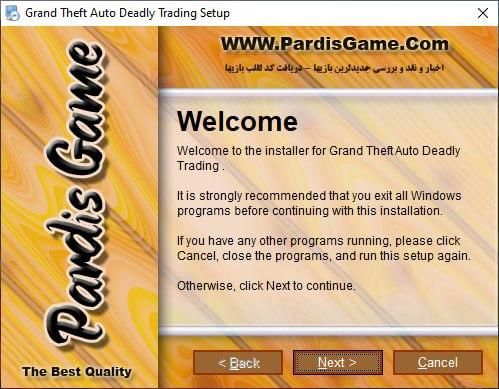 Grand Theft Auto Deadly Trading Setup
WWW.PardisGame.Com
اخبار و نقد و بررسی جدیدترین بازیها – دریافت کد تقلب بازیها
Pardis Game
Welcome
Welcome to the installer for Grand Theft Auto Deadly
Trading .
It is strongly recommended that you exit all Windows
programs before continuing with this installation.
If you have any other programs running, please click
Cancel, close the programs, and run this setup again.
Otherwise, click Next to continue.
The Best Quality
< Back
Next >
Cancel